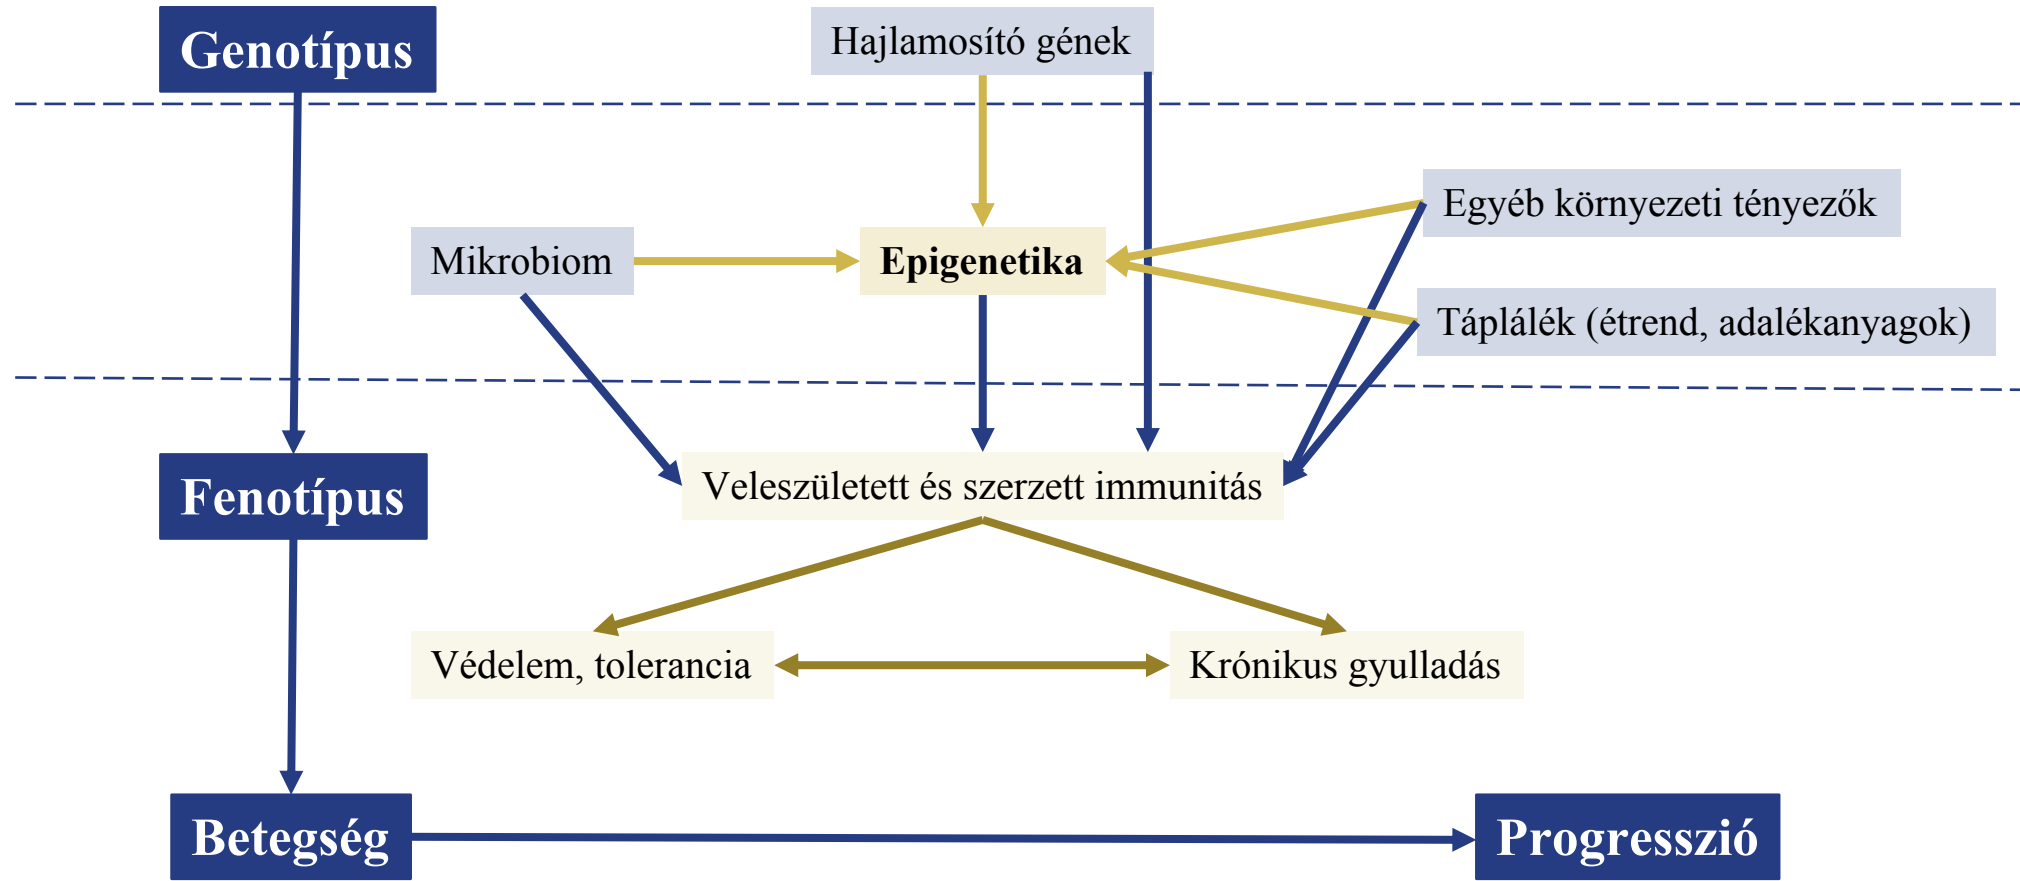 Genotípus
Hajlamosító gének
Egyéb környezeti tényezők
Mikrobiom
Epigenetika
Táplálék (étrend, adalékanyagok)
Fenotípus
Veleszületett és szerzett immunitás
Védelem, tolerancia
Krónikus gyulladás
Betegség
Progresszió